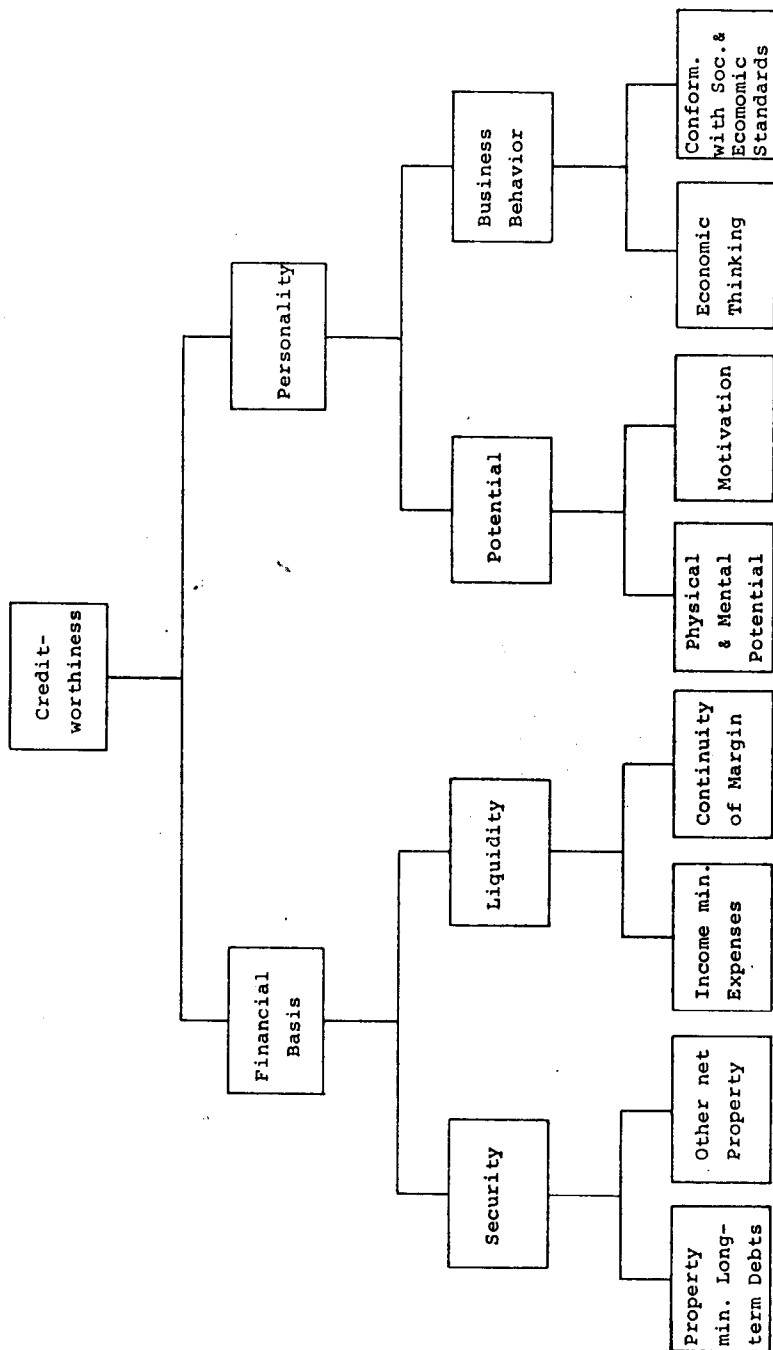 Credit-
worthiness
Financial
Basis
Personality
Security
Liquidity
Potential
Business
Behavior
Property
min. Long-
term Debts
Other net
Property
Income min.
Expenses
Continuity
of Margin
Physical
& Mental
Potential
Motivation
Economic
Thinking
Conform.
with Soc.&
Ecomomic
Standards